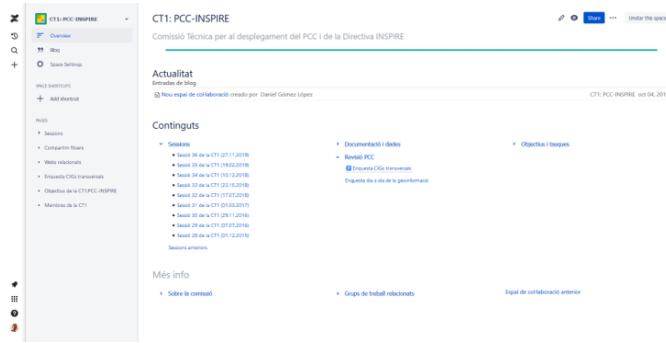 CT1: PCC-INSPIRE
Overview
Blog
Space Settings
SPACE SHORTCUTS
Add shortcut
PAGES
Sessions
Compartim fitxers
Webs relacionats
Enquesta CIGs transversals
Objectius de la CT1:PCC-INSPIRE
Membres de la CT1
CT1: PCC-INSPIRE
Share
Unstar this space
Comissió Tècnica per al desplegament del PCC i de la Directiva INSPIRE
Actualitat
Entradas de blog
Nou espai de col·laboració creado por Daniel Gómez López
CT1: PCC-INSPIRE oct 04, 201
Continguts
Sessions
Sessió 36 de la CT1 (27.11.2019)
Sessió 35 de la CT1 (19.02.2019)
Sessió 34 de la CT1 (10.12.2018)
Sessió 33 de la CT1 (23.10.2018)
Sessió 32 de la CT1 (17.07.2018)
Sessió 31 de la CT1 (01.03.2017)
Sessió 30 de la CT1 (29.11.2016)
Sessió 29 de la CT1 (07.07.2016)
Sessió 28 de la CT1 (01.12.2015)
Sessions anteriors
Documentació i dades
Revisió PCC
Enquesta CIGs transversals
Enquesta dia a dia de la geoinformació
Objectius i tasques
Més info
Sobre la comissió
Grups de treball relacionats
Espai de col·laboració anterior